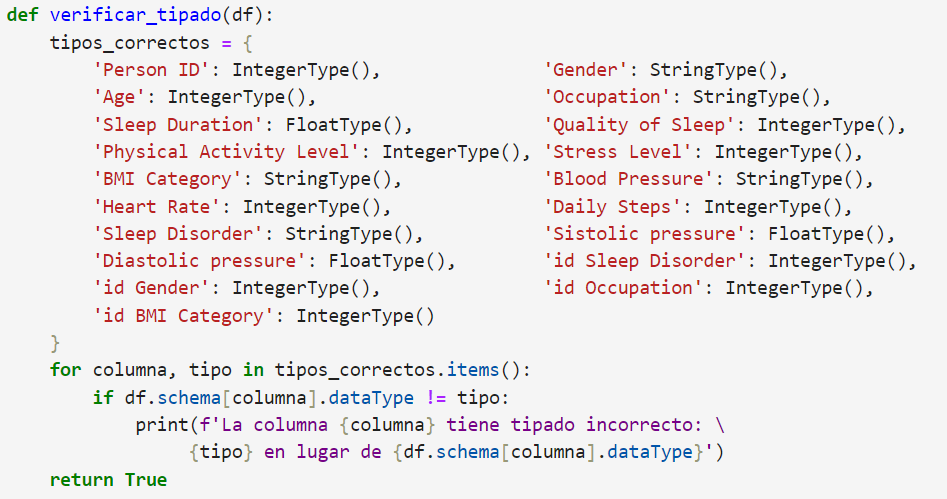 def verificar_tipado(df):
    tipos_correctos = {
        'Person ID': IntegerType(),               'Gender': StringType(),
        'Age': IntegerType(),                     'Occupation': StringType(),
        'Sleep Duration': FloatType(),            'Quality of Sleep': IntegerType(),
        'Physical Activity Level': IntegerType(), 'Stress Level': IntegerType(),
        'BMI Category': StringType(),             'Blood Pressure': StringType(),
        'Heart Rate': IntegerType(),              'Daily Steps': IntegerType(),
        'Sleep Disorder': StringType(),           'Sistolic pressure': FloatType(),
        'Diastolic pressure': FloatType(),        'id Sleep Disorder': IntegerType(),
        'id Gender': IntegerType(),               'id Occupation': IntegerType(),
        'id BMI Category': IntegerType()
    }
    for columna, tipo in tipos_correctos.items():
        if df.schema[columna].dataType != tipo:
            print(f'La columna {columna} tiene tipado incorrecto: \
                 {tipo} en lugar de {df.schema[columna].dataType}')
    return True